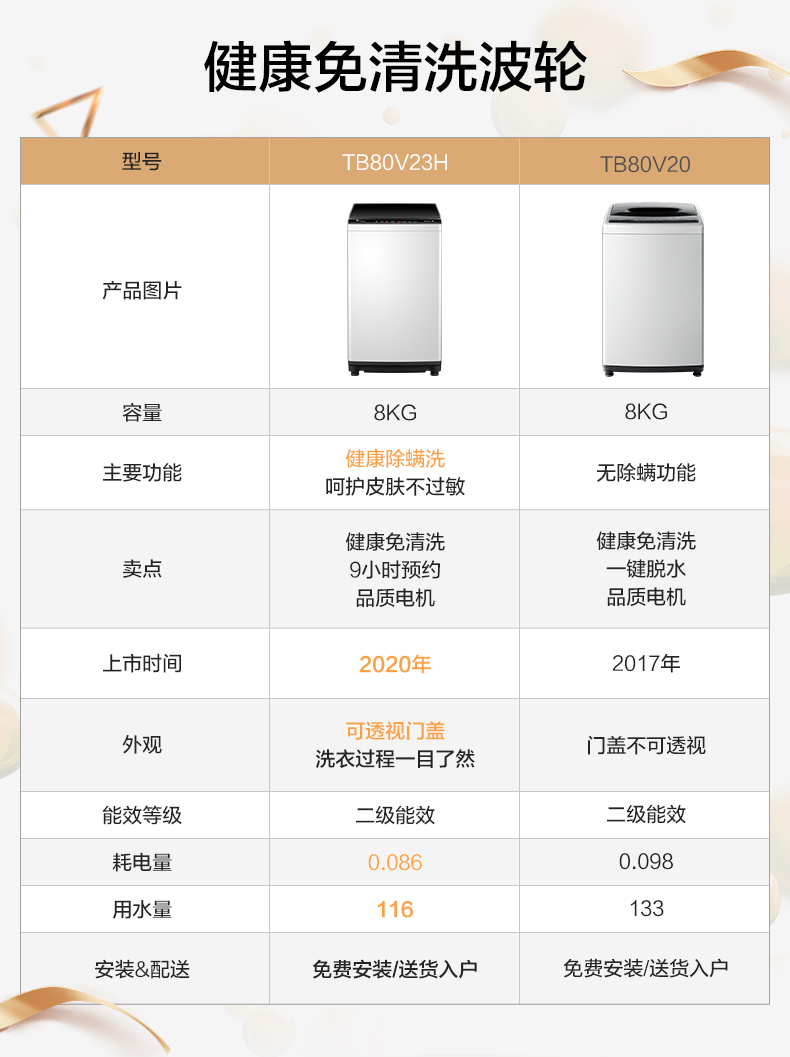 健康免清洗波轮
型号 TB80V23H TB80V20
产品图片
容量 8KG 8KG
主要功能 健康除螨洗 无除螨功能
呵护皮肤不过敏
卖点 健康免清洗 健康免清洗
9小时预约 一键脱水
品质电机 品质电机
上市时间 2020年 2017年
外观 可透视门盖 门盖不可透视
洗衣过程一目了然
能效等级 二级能效 二级能效
耗电量 0.086 0.098
用水量 116 133
安装&配送 免费安装/送货入户 免费安装/送货入户